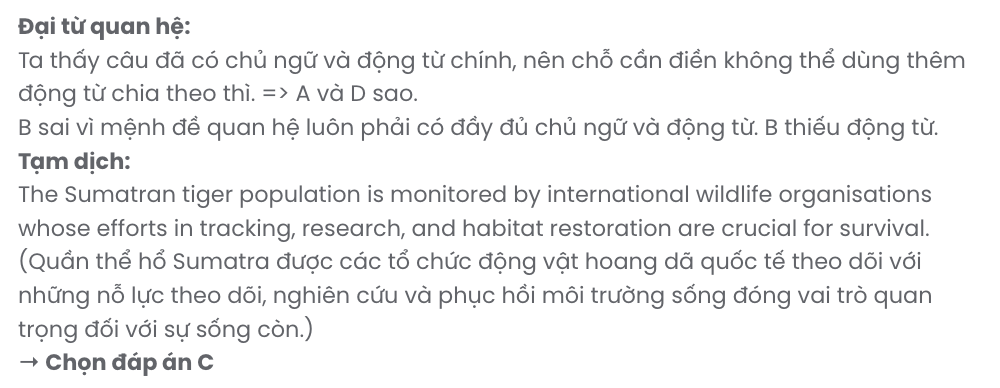 Đại từ quan hệ:
Ta thấy câu đã có chủ ngữ và động từ chính, nên chỗ cần điền không thể dùng thêm
động từ chia theo thì. => A và D sao.
B sai vì mệnh đề quan hệ luôn phải có đầy đủ chủ ngữ và động từ. B thiếu động từ.
Tạm dịch:
The Sumatran tiger population is monitored by international wildlife organisations
whose efforts in tracking, research, and habitat restoration are crucial for survival.
(Quần thể hổ Sumatra được các tổ chức động vật hoang dã quốc tế theo dõi với
những nỗ lực theo dõi, nghiên cứu và phục hồi môi trường sống đóng vai trò quan
trọng đối với sự sống còn.)
→ Chọn đáp án C